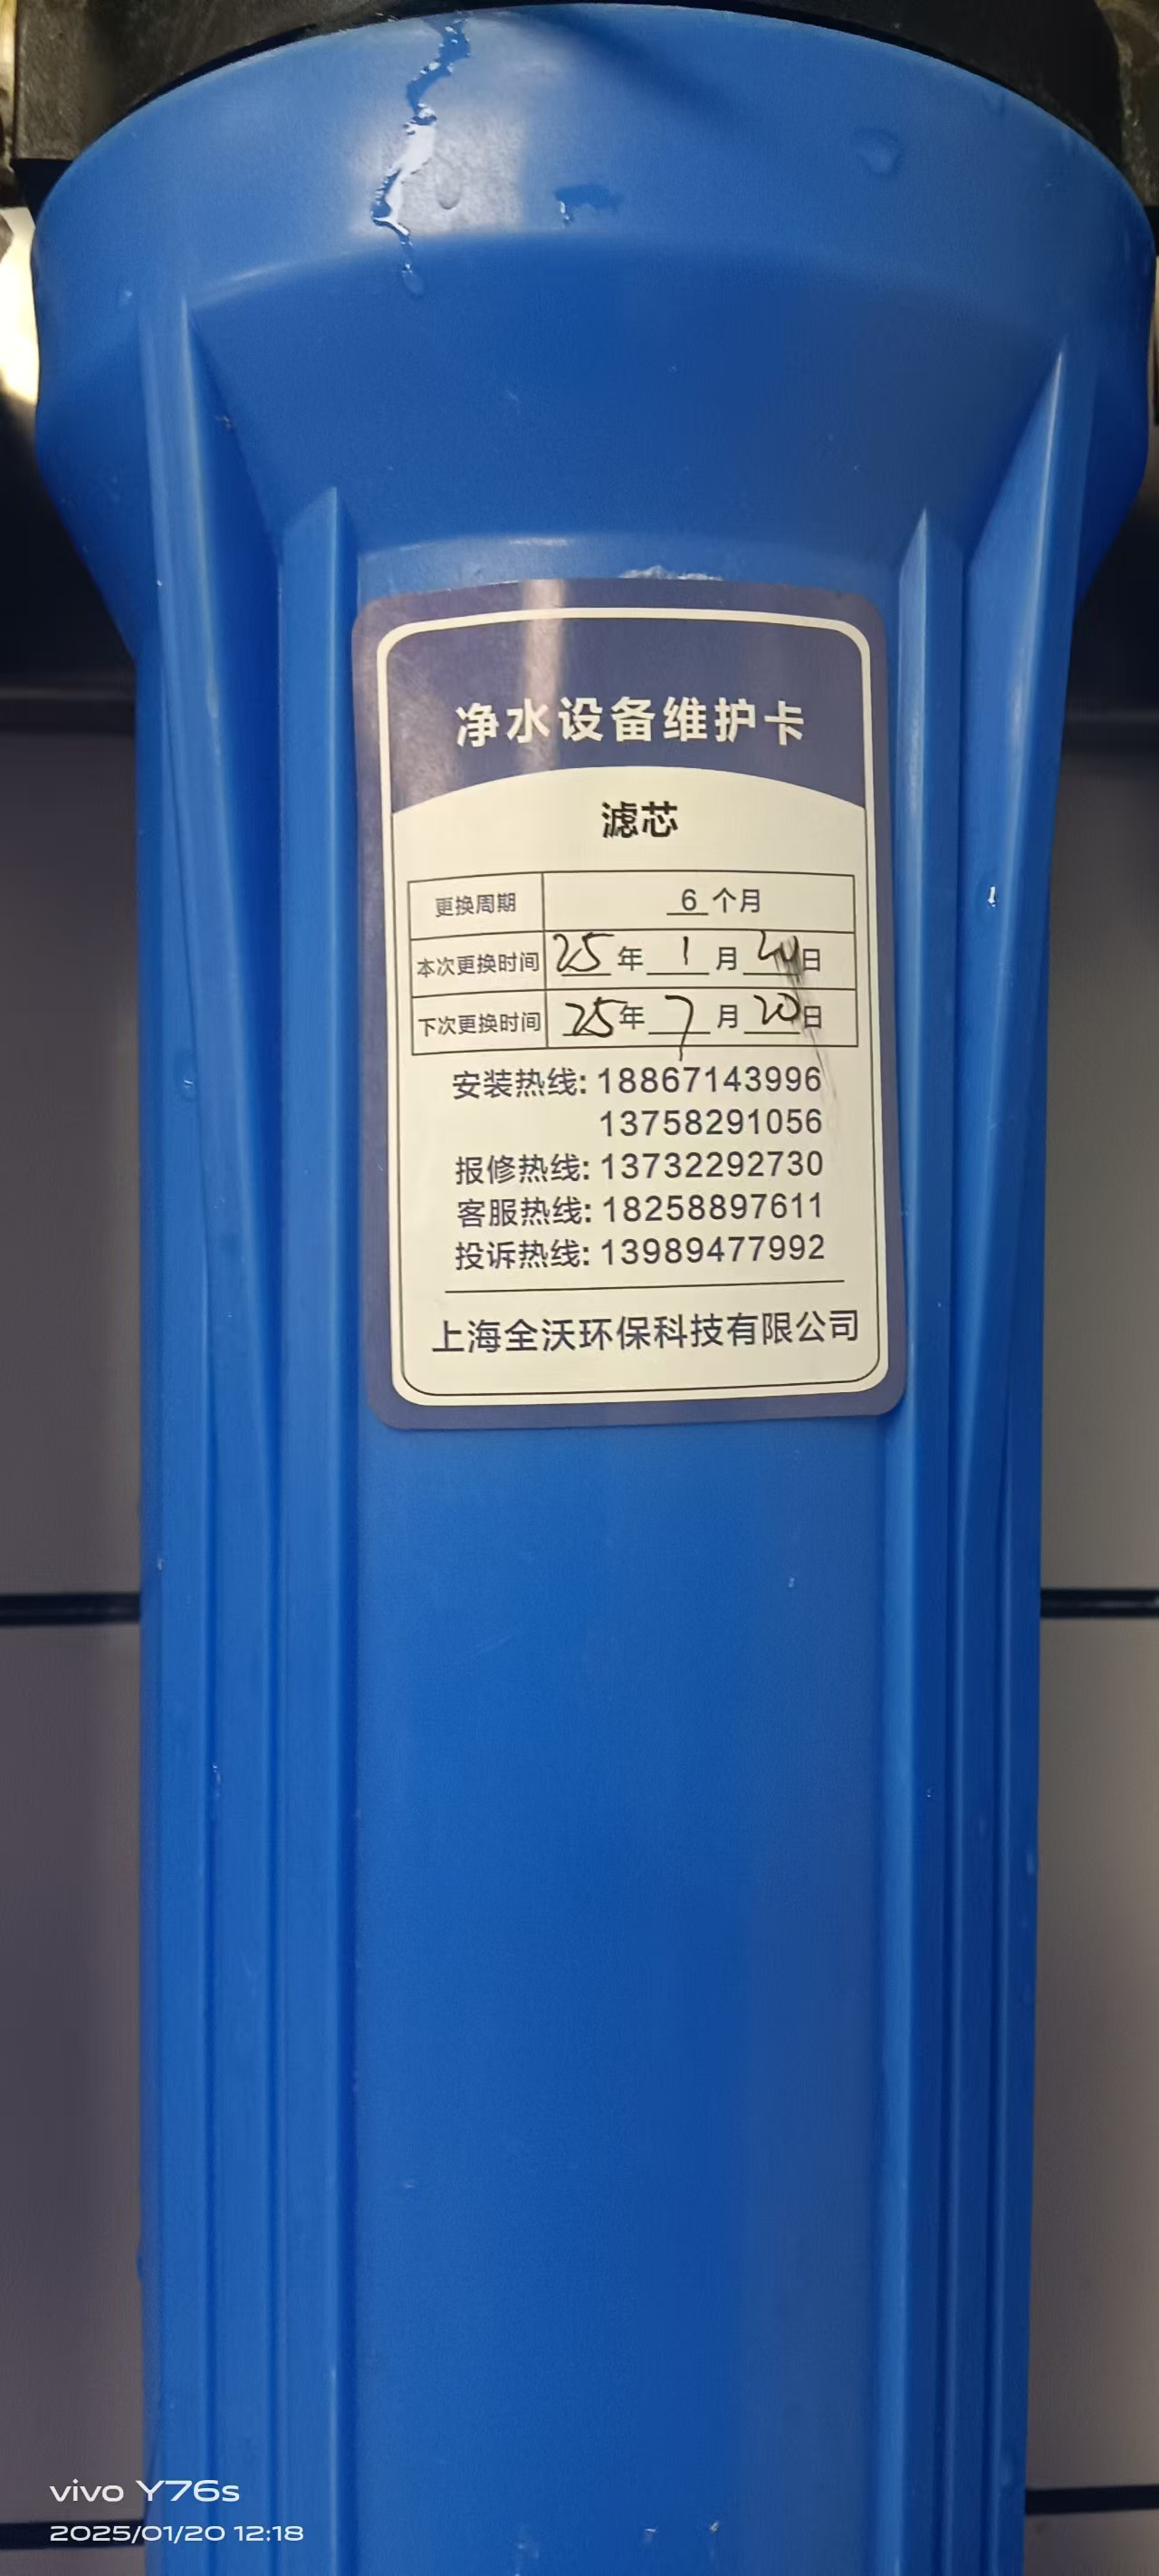 净水设备维护卡
滤芯
更换周期 6 个月
本次更换时间 25 年 1 月 20 日
下次更换时间 25 年 7 月 20 日
安装热线: 18867143996
13758291056
报修热线: 13732292730
客服热线: 18258897611
投诉热线: 13989477992
上海全沃环保科技有限公司
vivo Y76s
2025/01/20 12:18